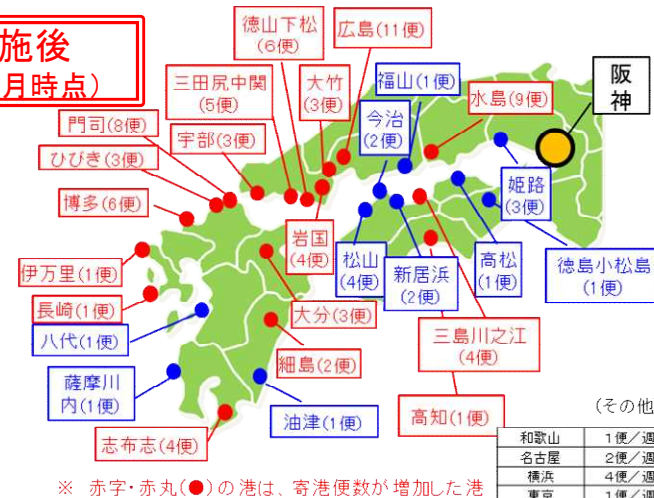 施後
月時点)
徳山下松
(6便)
広島(11便)
三田尻中関
(5便)
大竹
(3便)
福山(1便)
水島(9便)
阪
神
門司(8便)
宇部(3便)
今治
(2便)
ひびき(3便)
博多(6便)
姫路
(3便)
岩国
(4便)
松山
(4便)
新居浜
(2便)
高松
(1便)
徳島小松島
(1便)
伊万里(1便)
長崎(1便)
大分(3便)
八代(1便)
三島川之江
(4便)
細島(2便)
薩摩川
内(1便)
油津(1便)
高知(1便)
志布志(4便)
(その他
和歌山 1便/週
名古屋 2便/週
横浜 4便/週
東京 1便/週
※ 赤字・赤丸(●)の港は、寄港便数が増加した港